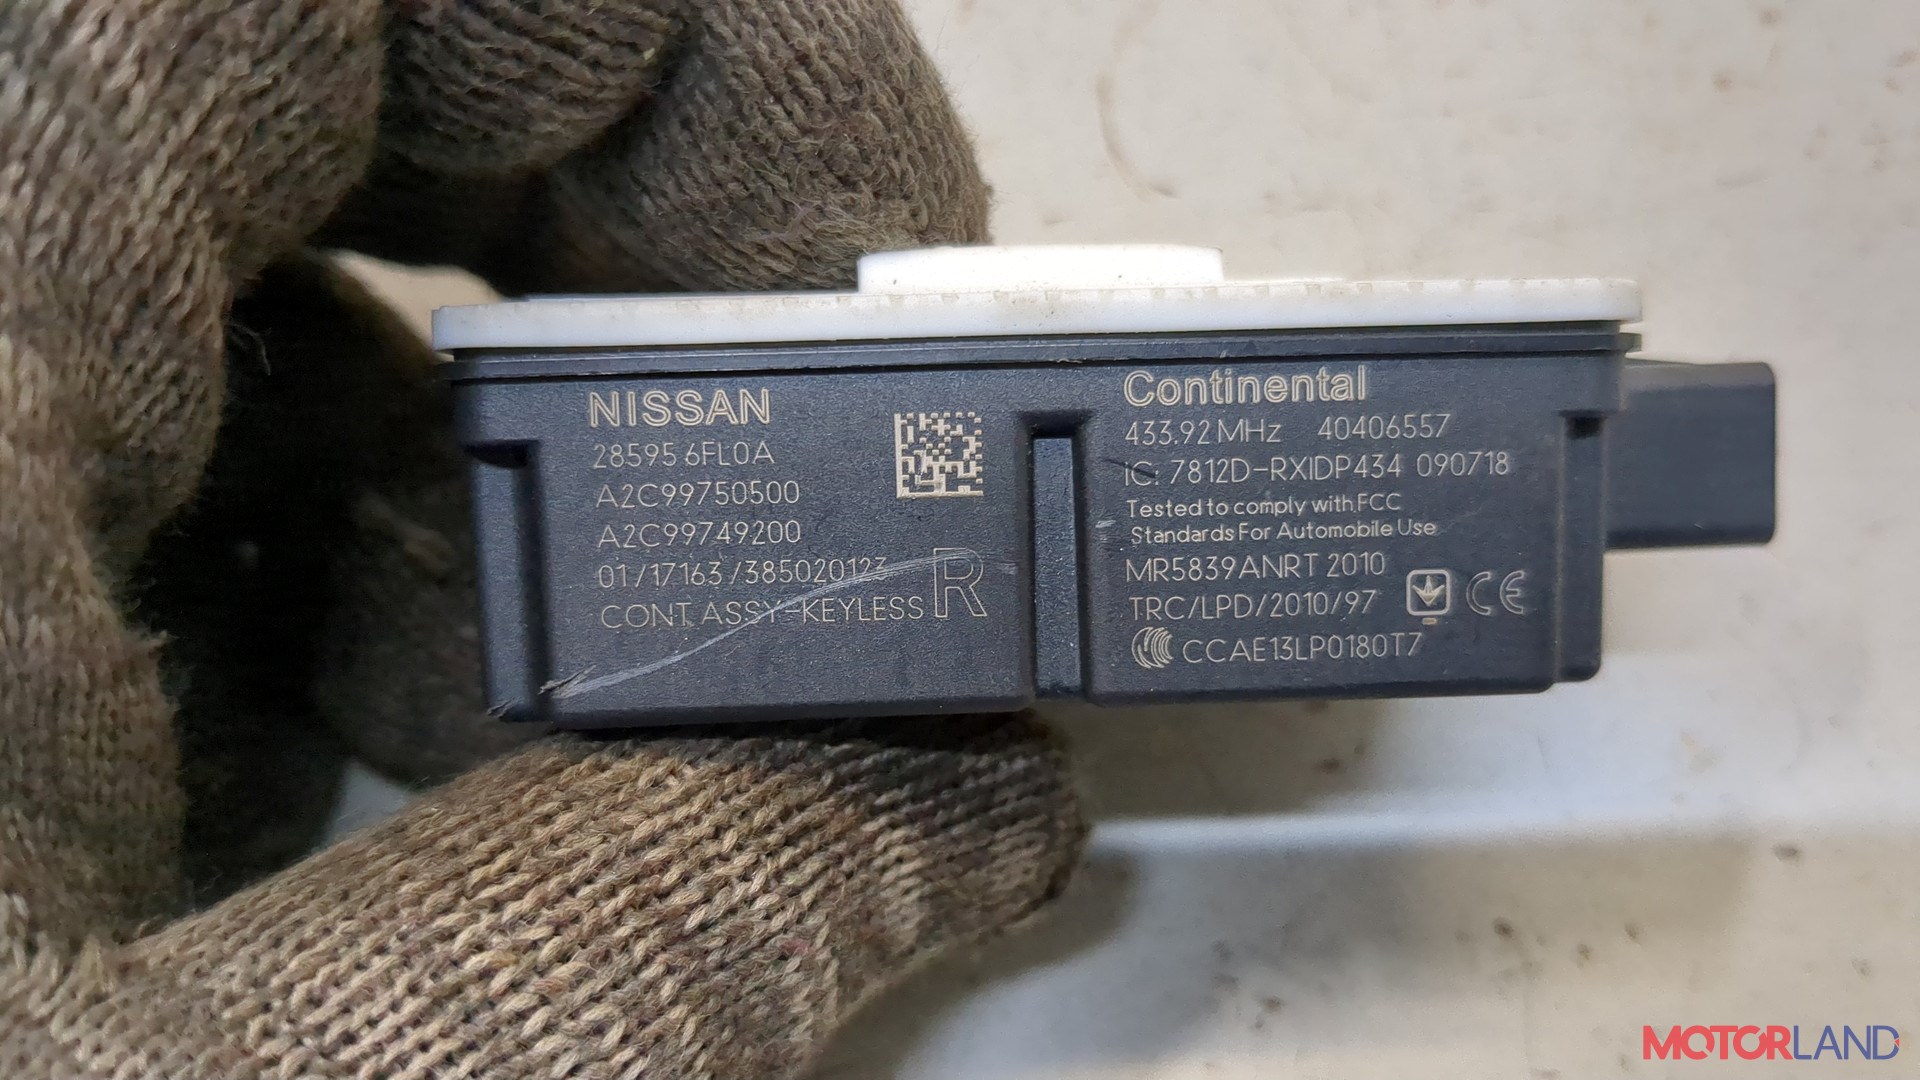 NISSAN
28595 6FL0A
A2C99750500
A2C99749200
01/17163/385020123
CONT. ASSY-KEYLESS R
Continental
433.92 MHz 40406557
IC: 7812D-RXIDP434 090718
Tested to comply with FCC
Standards For Automobile Use
MR5839ANRT 2010
TRC/LPD/2010/97 CE
CCAE13LP0180T7
MOTORLAND